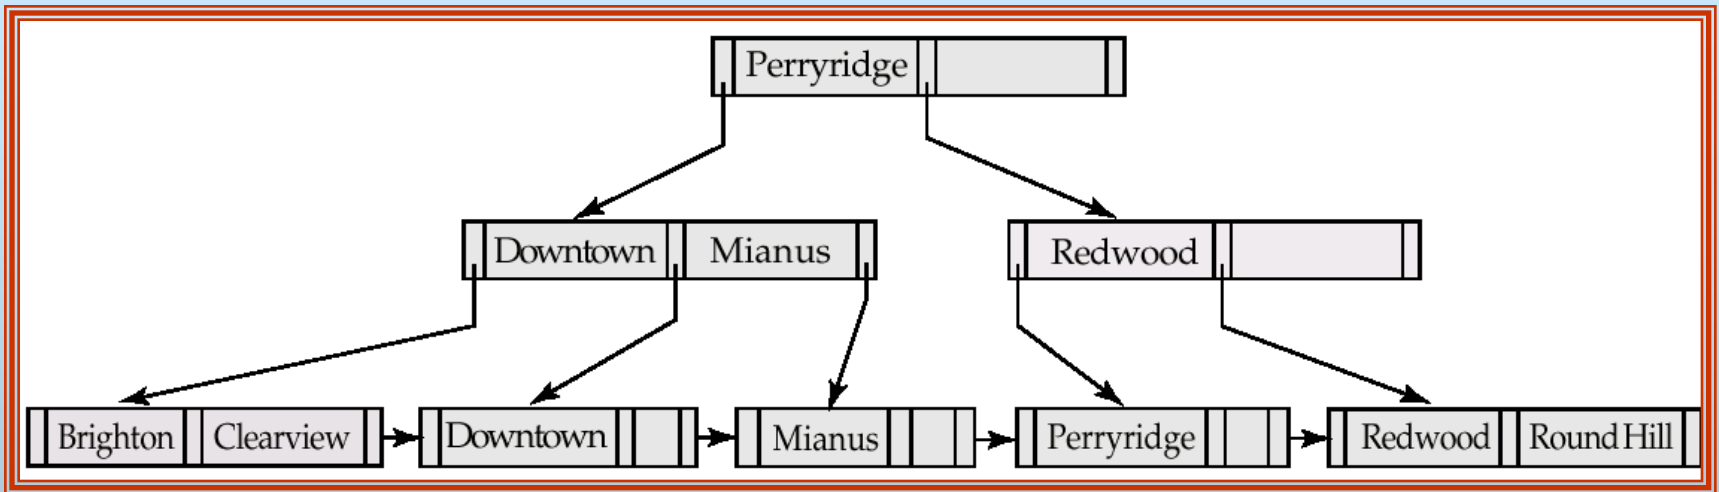 Perryridge
Downtown Mianus Redwood
Brighton Clearview Downtown Mianus Perryridge Redwood Round Hill